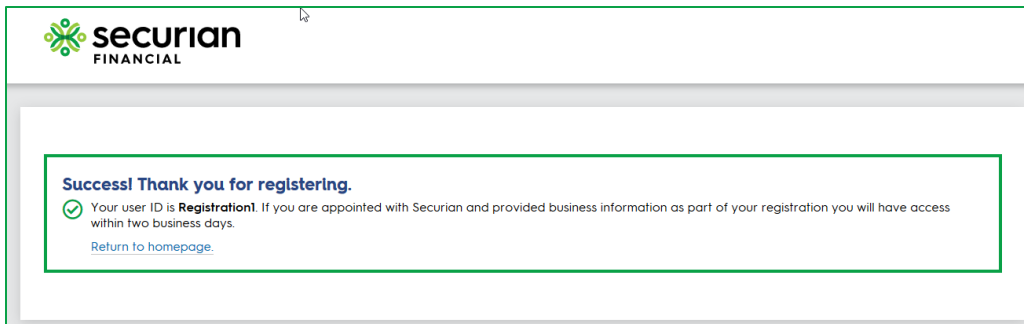 securian
FINANCIAL
Success! Thank you for registering.
Your user ID is Registration1. If you are appointed with Securian and provided business information as part of your registration you will have access
within two business days.
Return to homepage.